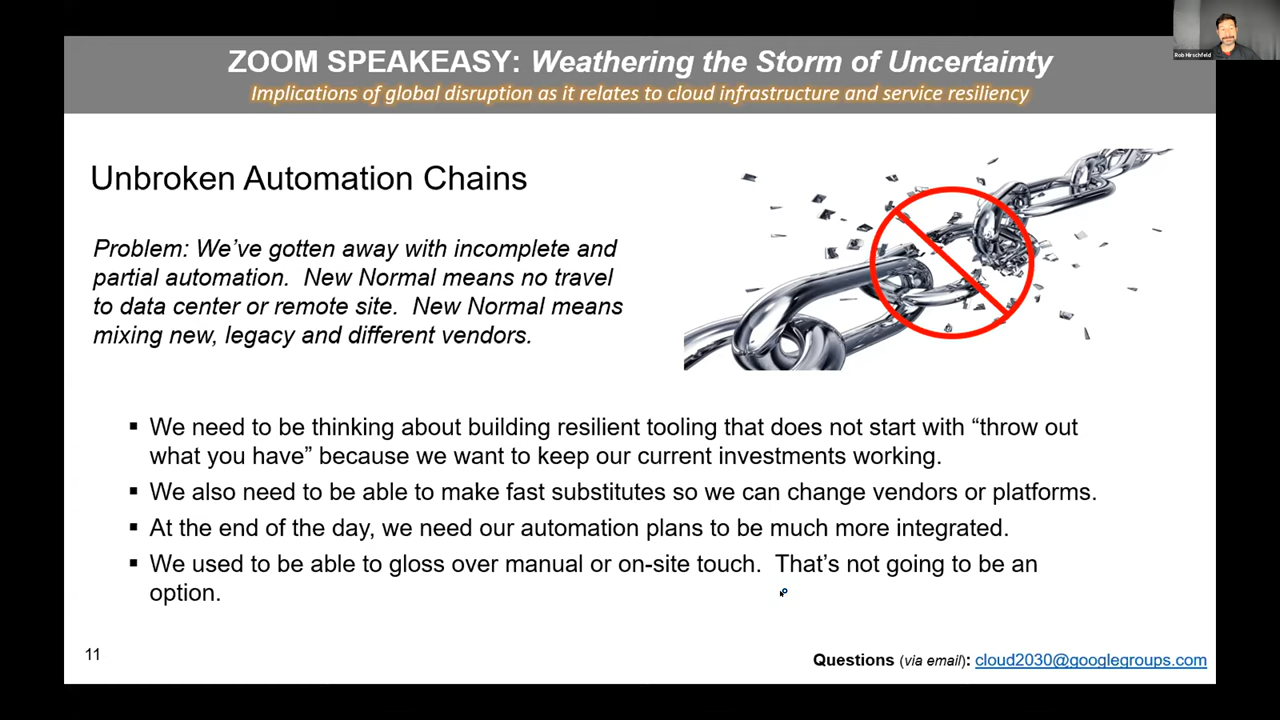 Rob Hirschfeld
ZOOM SPEAKEASY: Weathering the Storm of Uncertainty
Implications of global disruption as it relates to cloud infrastructure and service resiliency
Unbroken Automation Chains
Problem: We’ve gotten away with incomplete and
partial automation.  New Normal means no travel
to data center or remote site.  New Normal means
mixing new, legacy and different vendors.
▪ We need to be thinking about building resilient tooling that does not start with “throw out
what you have” because we want to keep our current investments working.
▪ We also need to be able to make fast substitutes so we can change vendors or platforms.
▪ At the end of the day, we need our automation plans to be much more integrated.
▪ We used to be able to gloss over manual or on-site touch.  That’s not going to be an
option.
11
Questions (via email): cloud2030@googlegroups.com